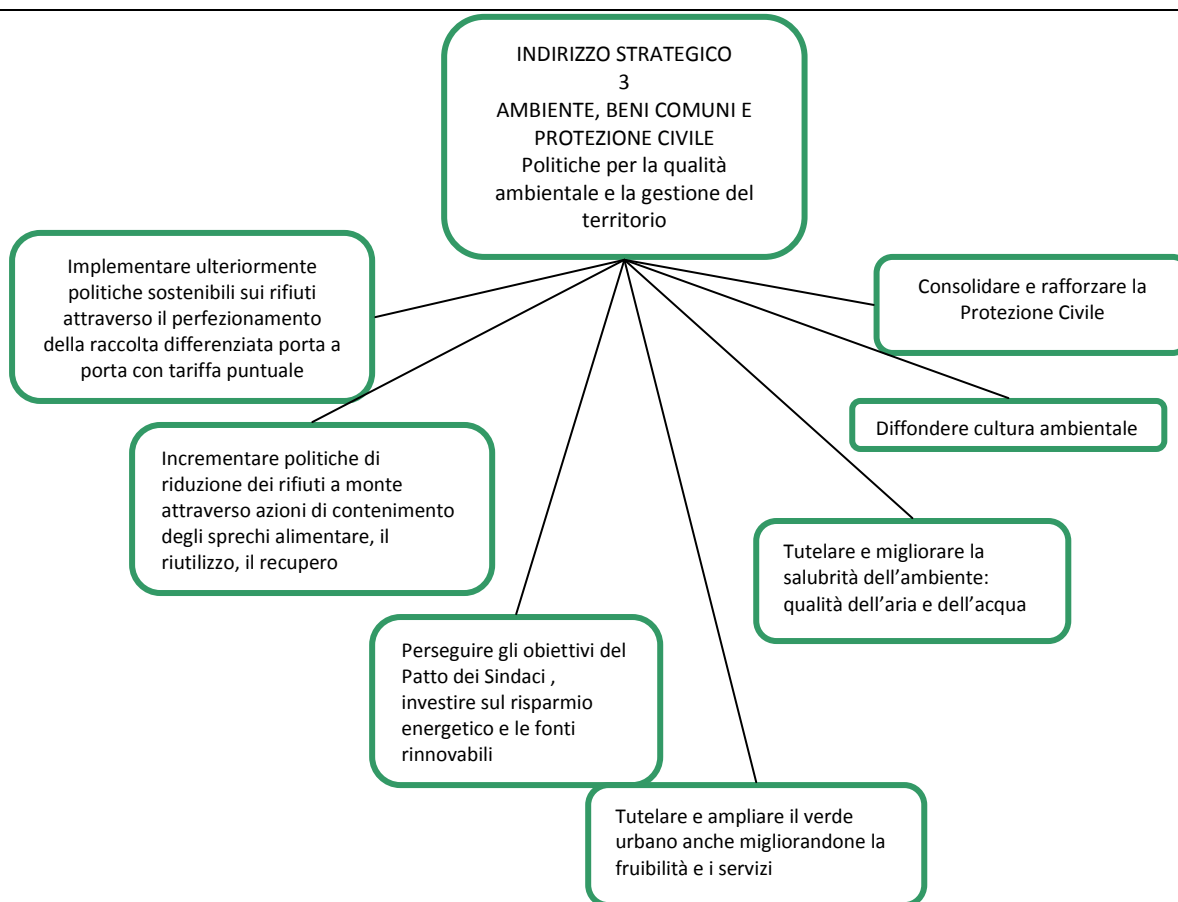 INDIRIZZO STRATEGICO
3
AMBIENTE, BENI COMUNI E
PROTEZIONE CIVILE
Politiche per la qualità
ambientale e la gestione del
territorio
Implementare ulteriormente
politiche sostenibili sui rifiuti
attraverso il perfezionamento
della raccolta differenziata porta a
porta con tariffa puntuale
Consolidare e rafforzare la
Protezione Civile
Diffondere cultura ambientale
Incrementare politiche di
riduzione dei rifiuti a monte
attraverso azioni di contenimento
degli sprechi alimentare, il
riutilizzo, il recupero
Tutelare e migliorare la
salubrità dell’ambiente:
qualità dell’aria e dell’acqua
Perseguire gli obiettivi del
Patto dei Sindaci ,
investire sul risparmio
energetico e le fonti
rinnovabili
Tutelare e ampliare il verde
urbano anche migliorandone la
fruibilità e i servizi